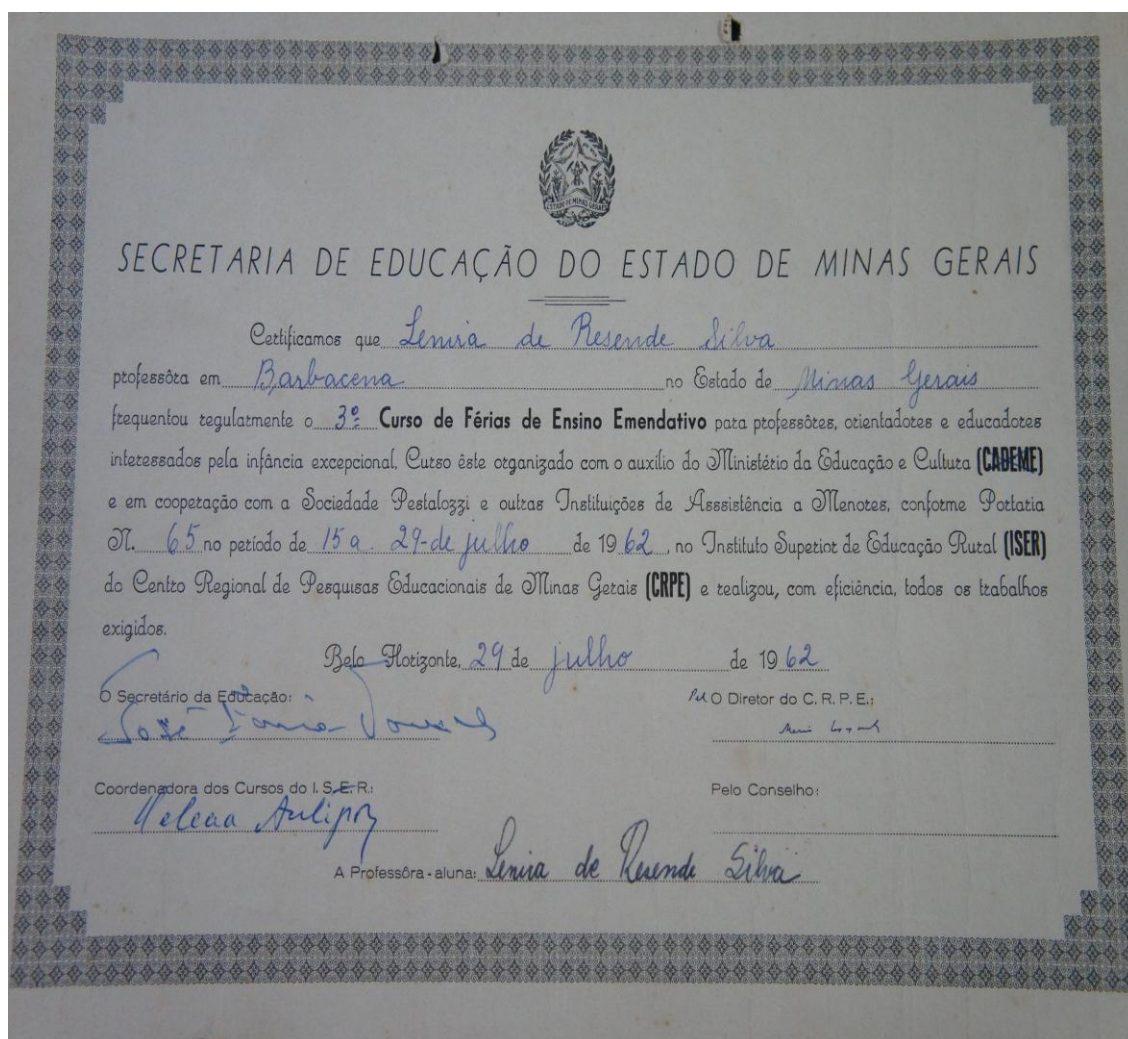 ESTADO DE MINAS GERAIS
SECRETARIA DE EDUCAÇÃO DO ESTADO DE MINAS GERAIS
Certificamos que Lenira de Resende Silva
professôra em Barbacena no Estado de Minas Gerais
frequentou regularmente o 3º Curso de Férias de Ensino Emendativo para professôres, orientadores e educadores
interessados pela infância excepcional, Curso êste organizado com o auxílio do Ministério da Educação e Cultura (CADEME)
e em cooperação com a Sociedade Pestalozzi e outras Instituições de Asssistência a Menores, conforme Portaria
N. 65 no período de 15 a 29 de julho de 1962, no Instituto Superior de Educação Rural (ISER)
do Centro Regional de Pesquisas Educacionais de Minas Gerais (CRPE) e realizou, com eficiência, todos os trabalhos
exigidos.
Belo Horizonte, 29 de julho de 1962
O Secretário da Educação: O Diretor do C. R. P. E.:
José
Coordenadora dos Cursos do I. S. E. R.: Pelo Conselho:
Helena Antipoff
A Professôra-aluna: Lenira de Resende Silva